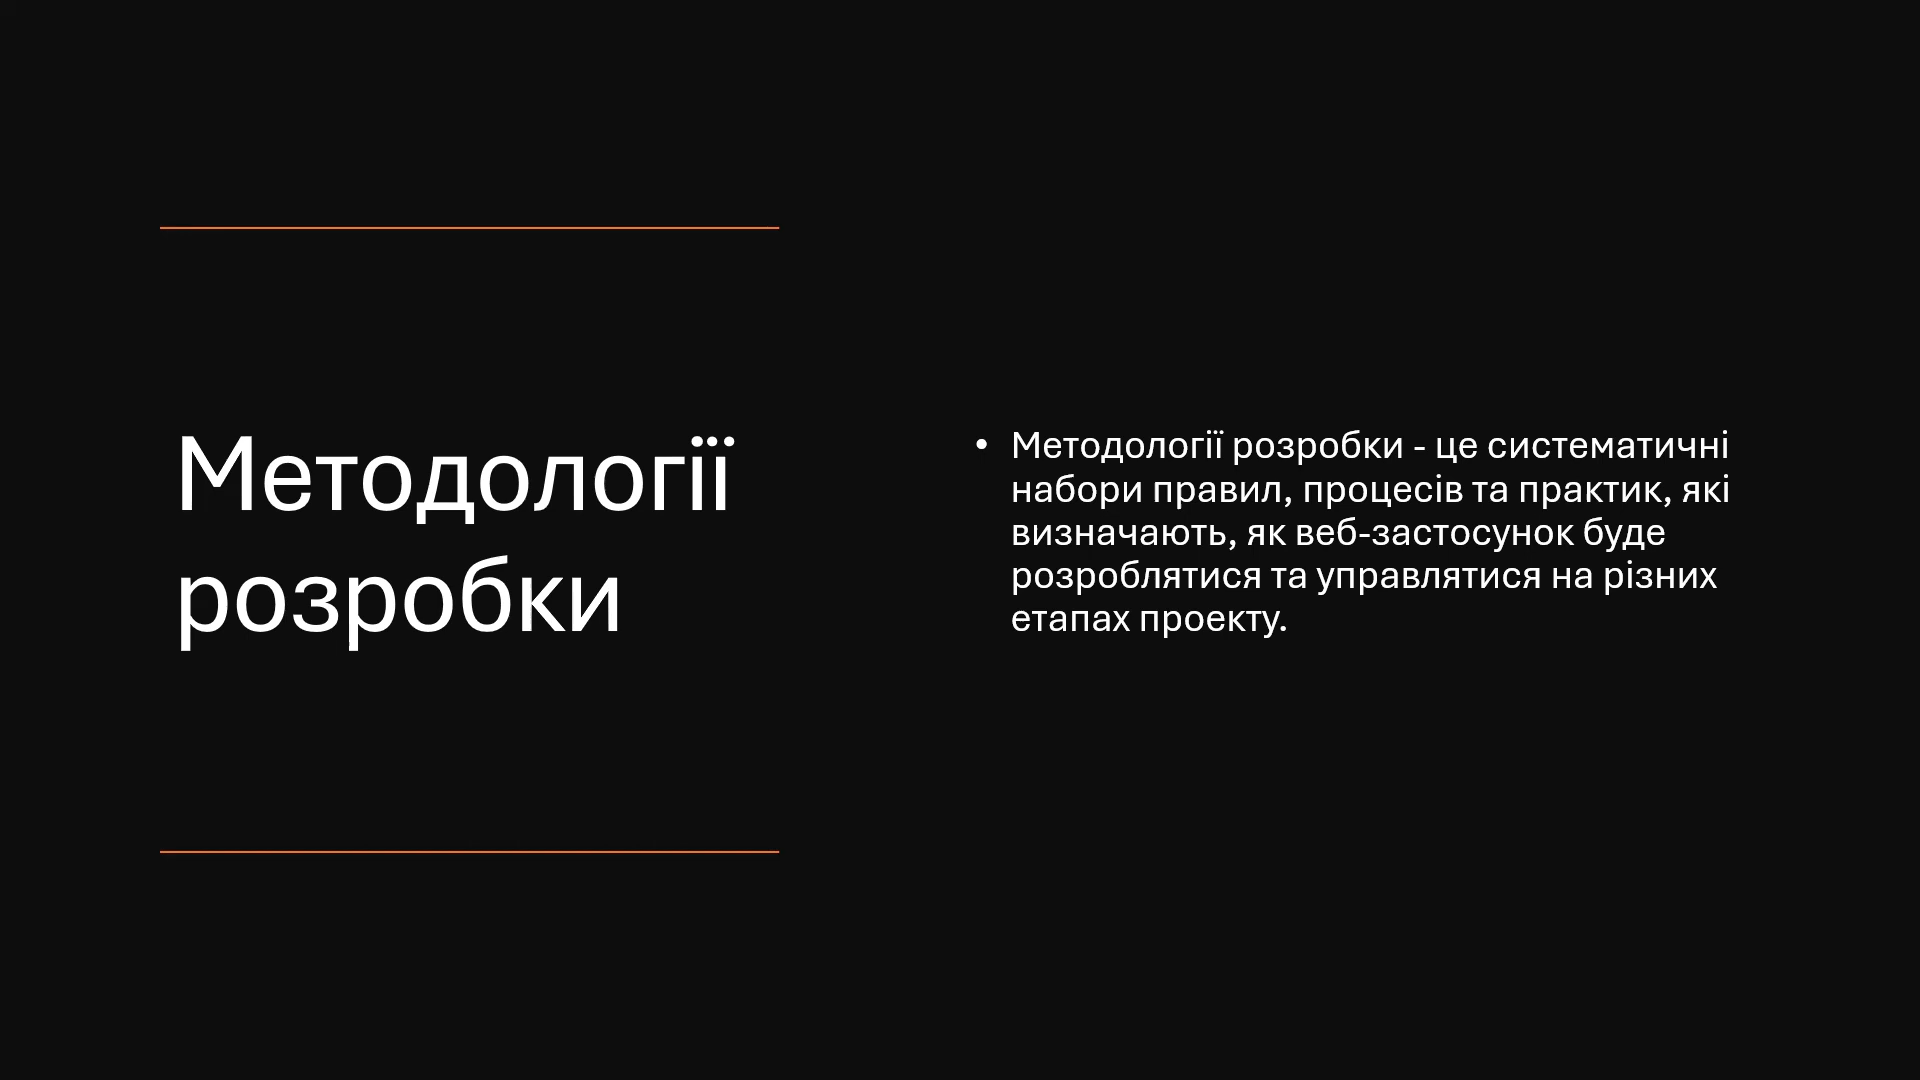 Методології
розробки
• Методології розробки - це систематичні
набори правил, процесів та практик, які
визначають, як веб-застосунок буде
розроблятися та управлятися на різних
етапах проекту.